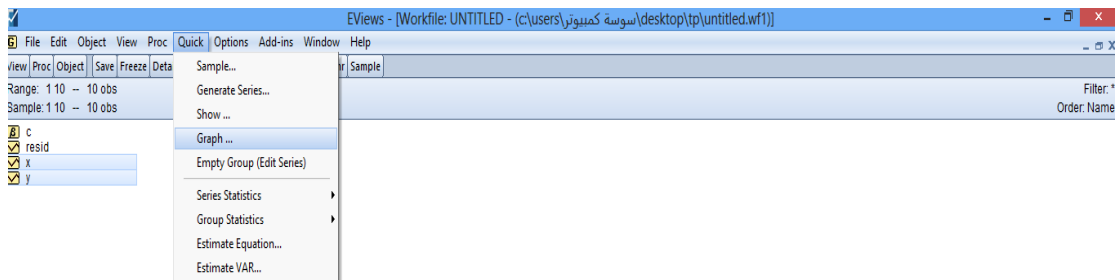 EViews - [Workfile: UNTITLED - (c:\users\سوسة كمبيوتر\desktop\tp\untitled.wf1)]
File Edit Object View Proc Quick Options Add-ins Window Help
View Proc Object Save Freeze Sample
Range: 1 10 -- 10 obs
Filter: *
Sample: 1 10 -- 10 obs
Order: Name
c
resid
x
y
Sample...
Generate Series...
Show ...
Graph ...
Empty Group (Edit Series)
Series Statistics
Group Statistics
Estimate Equation...
Estimate VAR...